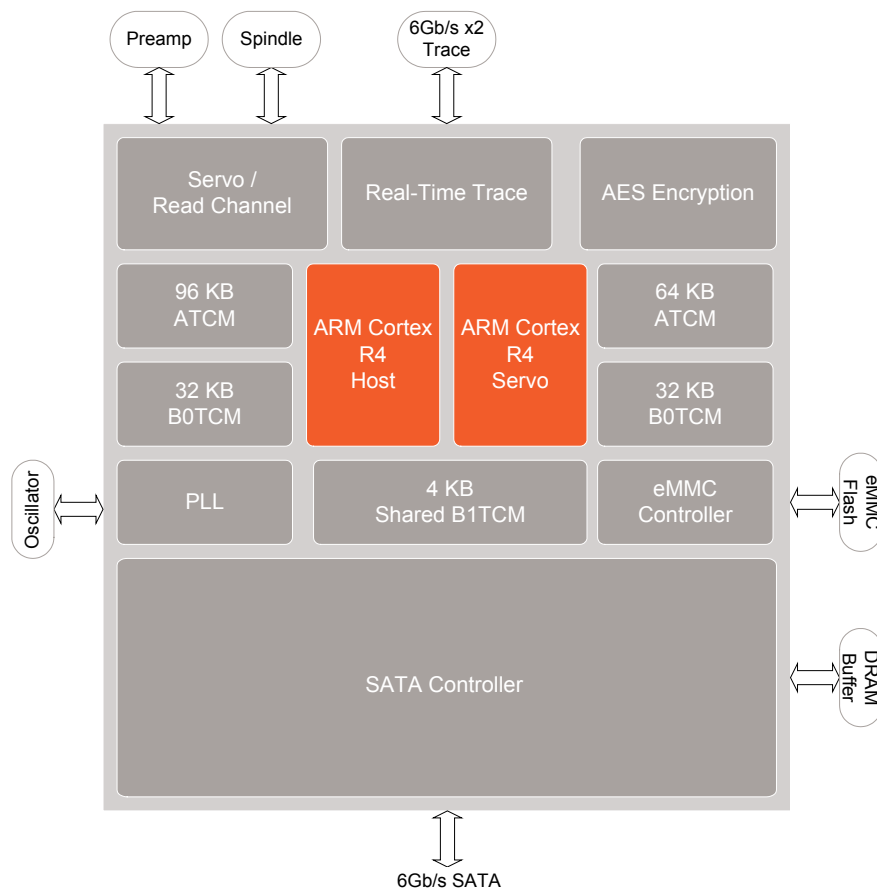 Preamp
Spindle
6Gb/s x2
Trace
Servo /
Read Channel
Real-Time Trace
AES Encryption
96 KB
ATCM
ARM Cortex
R4
Host
ARM Cortex
R4
Servo
64 KB
ATCM
32 KB
B0TCM
32 KB
B0TCM
Oscillator
PLL
4 KB
Shared B1TCM
eMMC
Controller
eMMC
Flash
SATA Controller
DRAM
Buffer
6Gb/s SATA